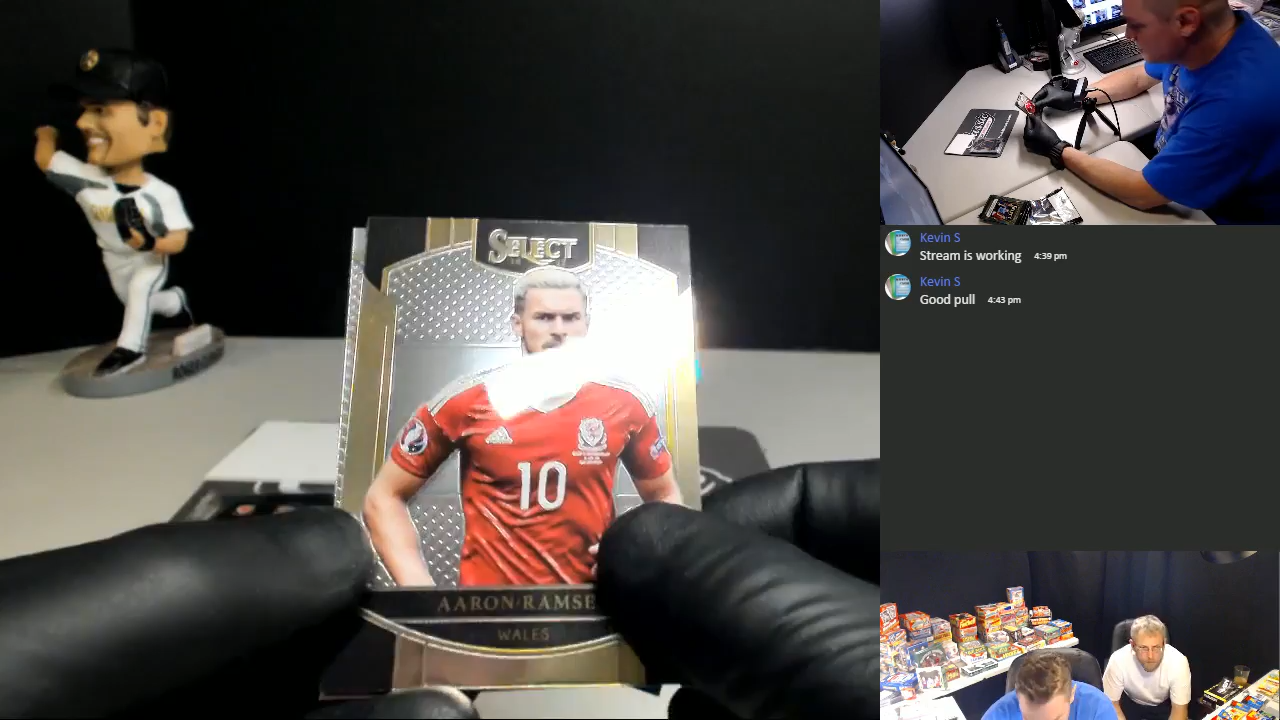 SELECT
10
AARON RAMSE
WALES
Kevin S
Stream is working 4:39 pm
Kevin S
Good pull 4:43 pm